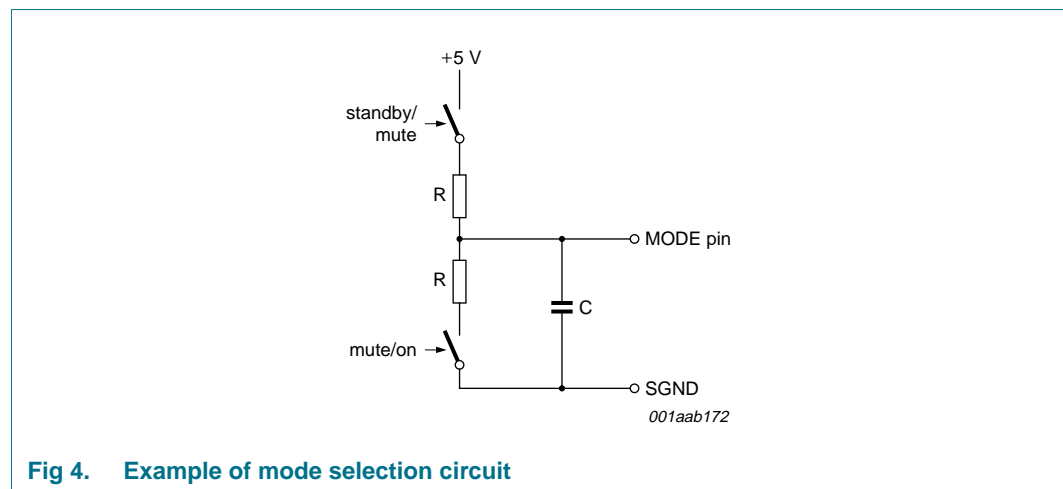 +5 V
standby/
mute
R
MODE pin
R
C
mute/on
SGND
001aab172
Fig 4. Example of mode selection circuit